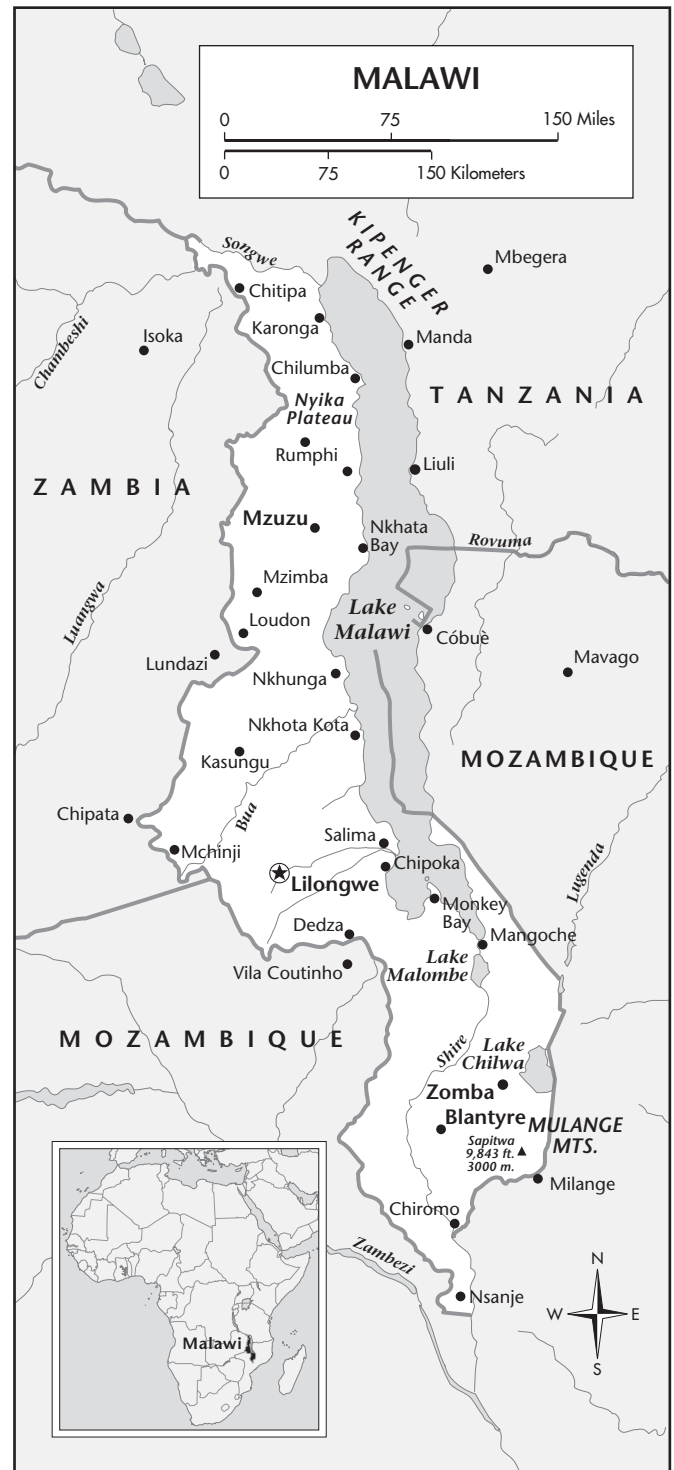 MALAWI
0 75 150 Miles
0 75 150 Kilometers
KIPENGER
RANGE
Songwe
Mbegera
Chitipa
Karonga
Manda
Isoka
Chambeshi
Chilumba
TANZANIA
Nyika
Plateau
Rumphi
Liuli
ZAMBIA
Mzuzu
Nkhata
Bay
Rovuma
Mzimba
Luangwa
Lake
Malawi
Loudon
Cóbuè
Lundazi
Mavago
Nkhunga
Nkhota Kota
Kasungu
MOZAMBIQUE
Bua
Chipata
Salima
Mchinji
Chipoka
Lugenda
Lilongwe
Monkey
Bay
Dedza
Mangoche
Lake
Malombe
Vila Coutinho
MOZAMBIQUE
Shire
Lake
Chilwa
Zomba
Blantyre
MULANGE
MTS.
Sapitwa
9,843 ft.
3000 m.
Milange
Chiromo
Zambezi
Nsanje
N
W E
S
Malawi